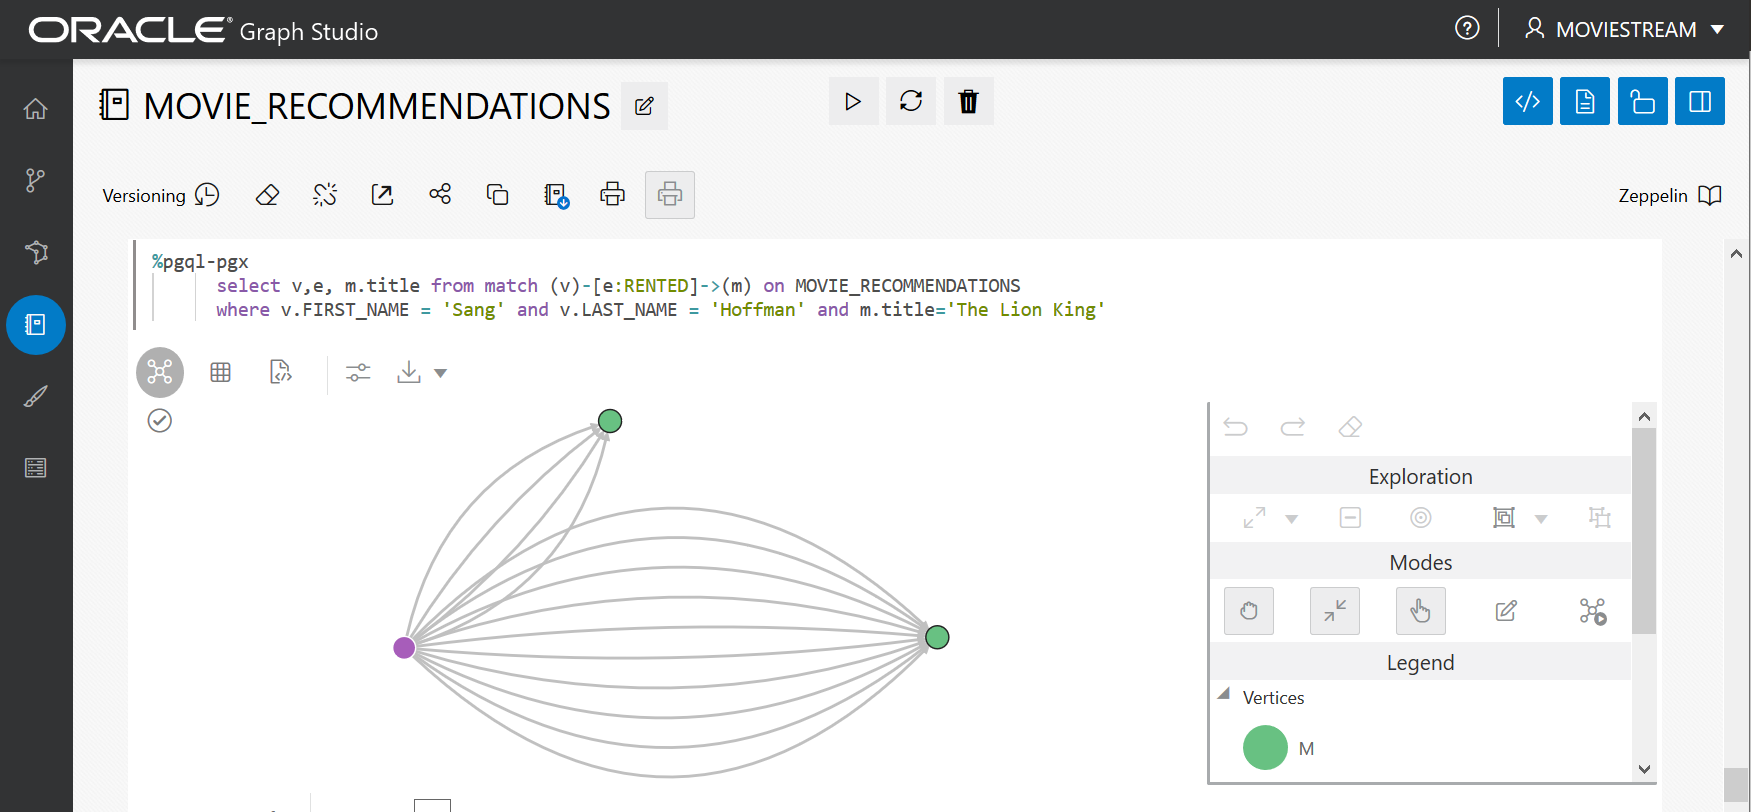 ORACLE® Graph Studio
MOVIESTREAM
MOVIE_RECOMMENDATIONS
Versioning
Zeppelin
%pgql-pgx
select v,e, m.title from match (v)-[e:RENTED]->(m) on MOVIE_RECOMMENDATIONS
where v.FIRST_NAME = 'Sang' and v.LAST_NAME = 'Hoffman' and m.title='The Lion King'
Exploration
Modes
Legend
Vertices
M